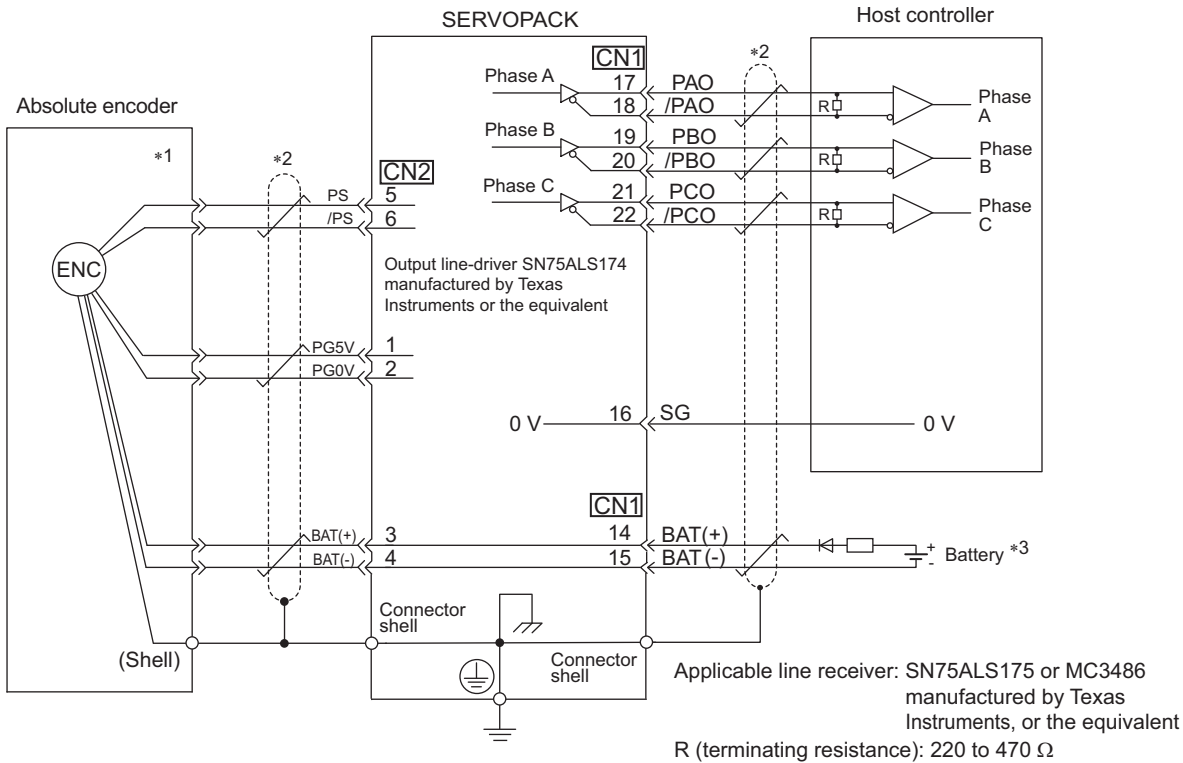 SERVOPACK
Host controller
Absolute encoder
*1
*2
CN2
PS 5
/PS 6
ENC
PG5V 1
PG0V 2
BAT(+) 3
BAT(-) 4
(Shell)
Connector
shell
Output line-driver SN75ALS174
manufactured by Texas
Instruments or the equivalent
CN1
*2
Phase A
17 PAO
18 /PAO
R
Phase
A
Phase B
19 PBO
20 /PBO
R
Phase
B
Phase C
21 PCO
22 /PCO
R
Phase
C
0 V 16 SG 0 V
CN1
14 BAT(+)
15 BAT (-)
+
-
Battery *3
Connector
shell
Applicable line receiver: SN75ALS175 or MC3486
manufactured by Texas
Instruments, or the equivalent
R (terminating resistance): 220 to 470 Ω